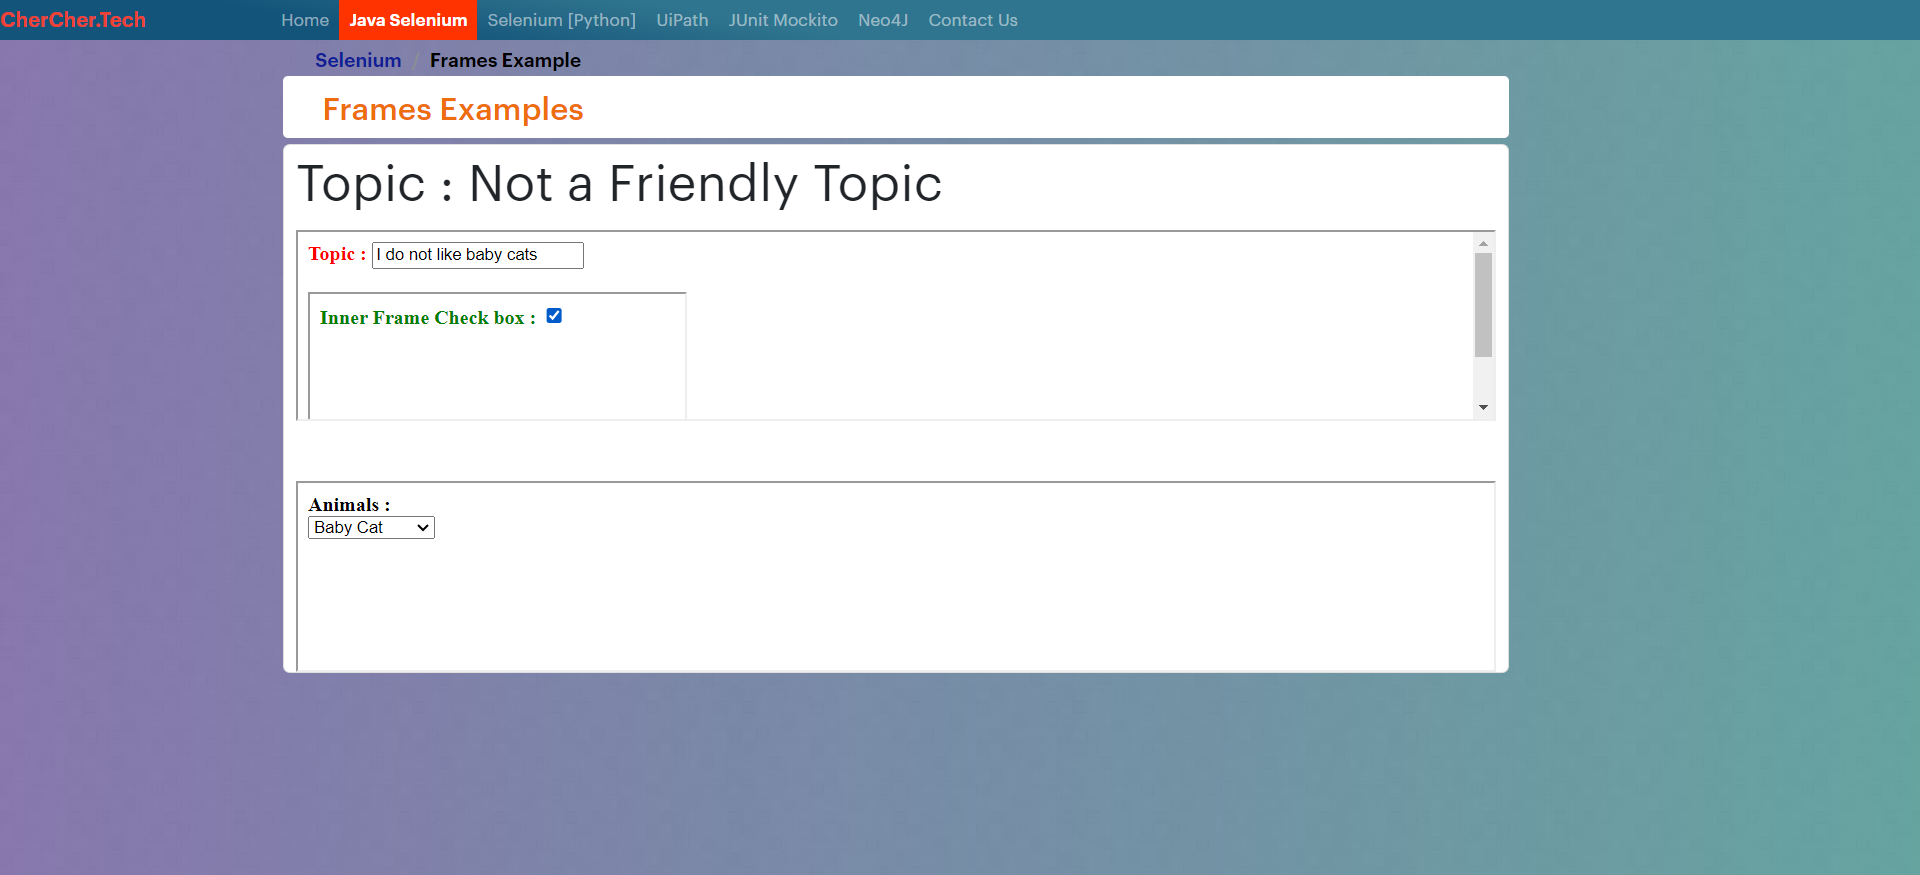 CherCher.Tech Home Java Selenium Selenium [Python] UiPath JUnit Mockito Neo4J Contact Us
Selenium / Frames Example
Frames Examples
Topic : Not a Friendly Topic
Topic : I do not like baby cats
Inner Frame Check box :
Animals :
Baby Cat